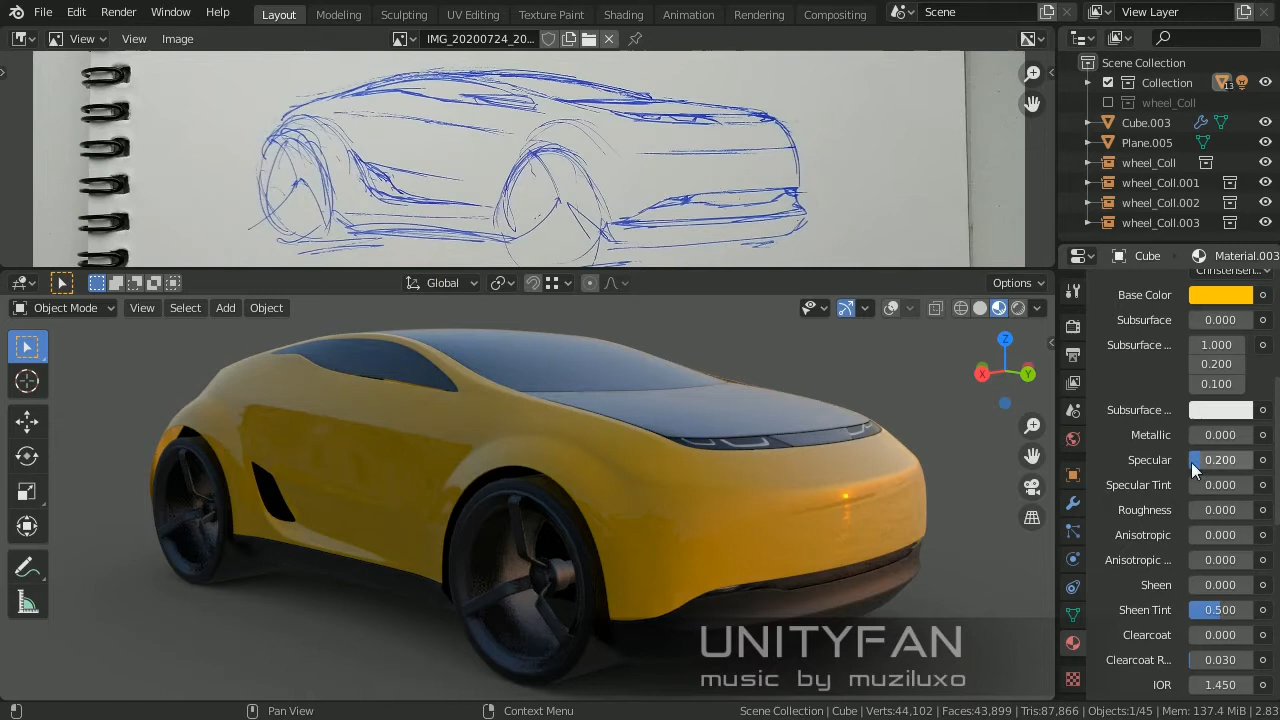 File Edit Render Window Help Layout Modeling Sculpting UV Editing Texture Paint Shading Animation Rendering Compositing Scene View Layer
View View Image IMG_20200724_20...
Scene Collection
Collection 13
wheel_Coll
Cube.003
Plane.005
wheel_Coll
wheel_Coll.001
wheel_Coll.002
wheel_Coll.003
Cube Material.003
Global Options
Object Mode View Select Add Object
Z
X
Y
Base Color
Subsurface 0.000
Subsurface ... 1.000
0.200
0.100
Subsurface ...
Metallic 0.000
Specular 0.200
Specular Tint 0.000
Roughness 0.000
Anisotropic 0.000
Anisotropic ... 0.000
Sheen 0.000
Sheen Tint 0.500
Clearcoat 0.000
Clearcoat R... 0.030
IOR 1.450
UNITYFAN
music by muziluxo
Pan View Context Menu Scene Collection | Cube | Verts:44,102 | Faces:43,899 | Tris:87,866 | Objects:1/45 | Mem: 137.4 MiB | 2.83